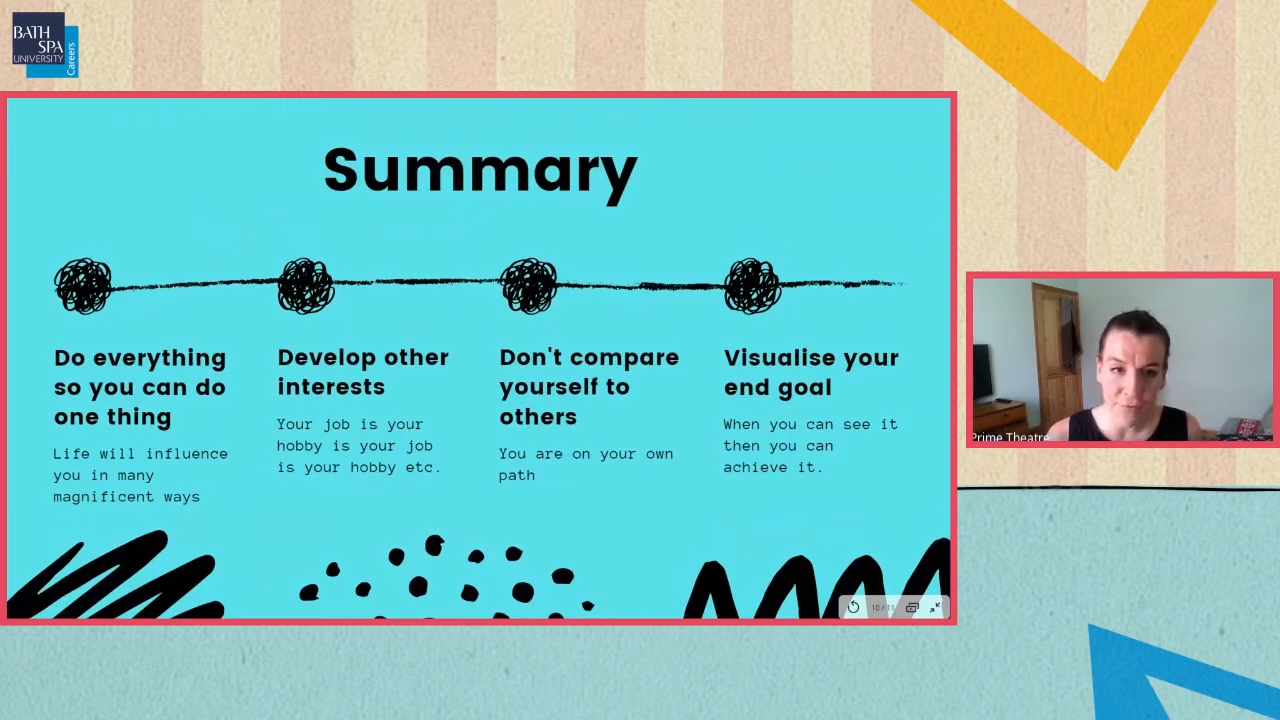 BATH
SPA
UNIVERSITY
Careers
Summary
Do everything
so you can do
one thing
Life will influence
you in many
magnificent ways
Develop other
interests
Your job is your
hobby is your job
is your hobby etc.
Don't compare
yourself to
others
You are on your own
path
Visualise your
end goal
When you can see it
then you can
achieve it.
10 / 11
Prime Theatre